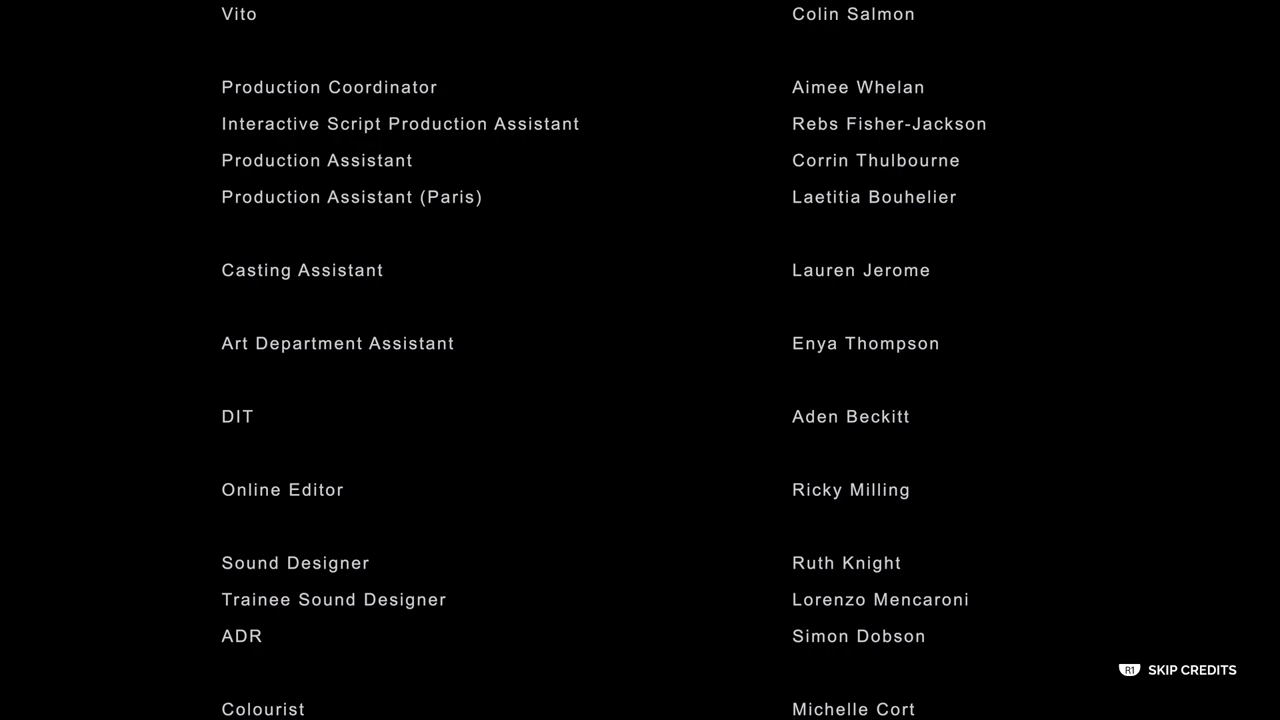 Vito Colin Salmon
Production Coordinator Aimee Whelan
Interactive Script Production Assistant Rebs Fisher-Jackson
Production Assistant Corrin Thulbourne
Production Assistant (Paris) Laetitia Bouhelier
Casting Assistant Lauren Jerome
Art Department Assistant Enya Thompson
DIT Aden Beckitt
Online Editor Ricky Milling
Sound Designer Ruth Knight
Trainee Sound Designer Lorenzo Mencaroni
ADR Simon Dobson
R1 SKIP CREDITS
Colourist Michelle Cort